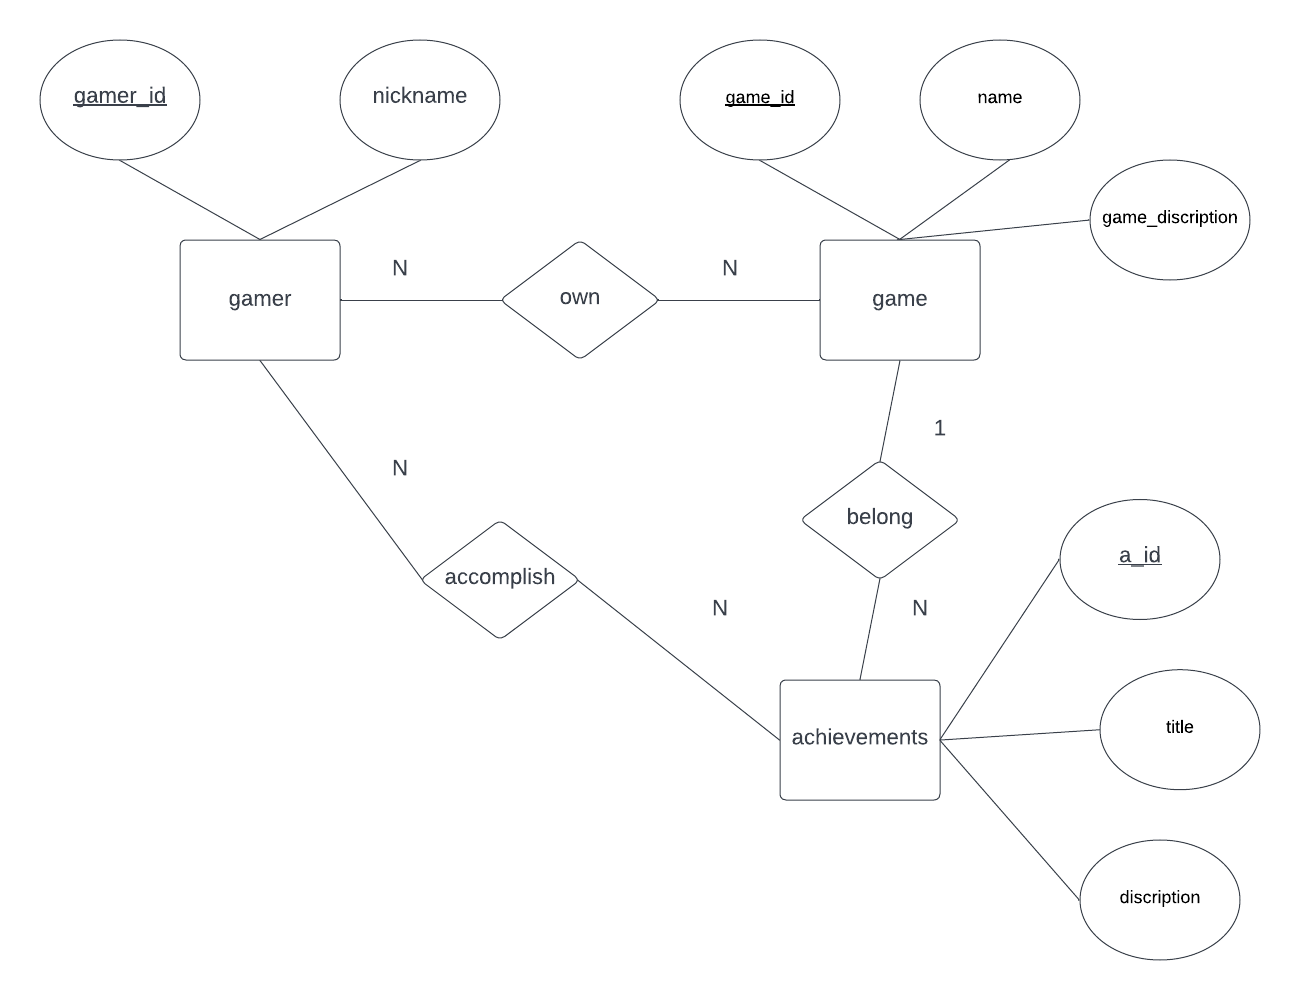 gamer_id
nickname
game_id
name
game_discription
N
N
gamer
own
game
1
N
belong
a_id
accomplish
N
N
title
achievements
discription